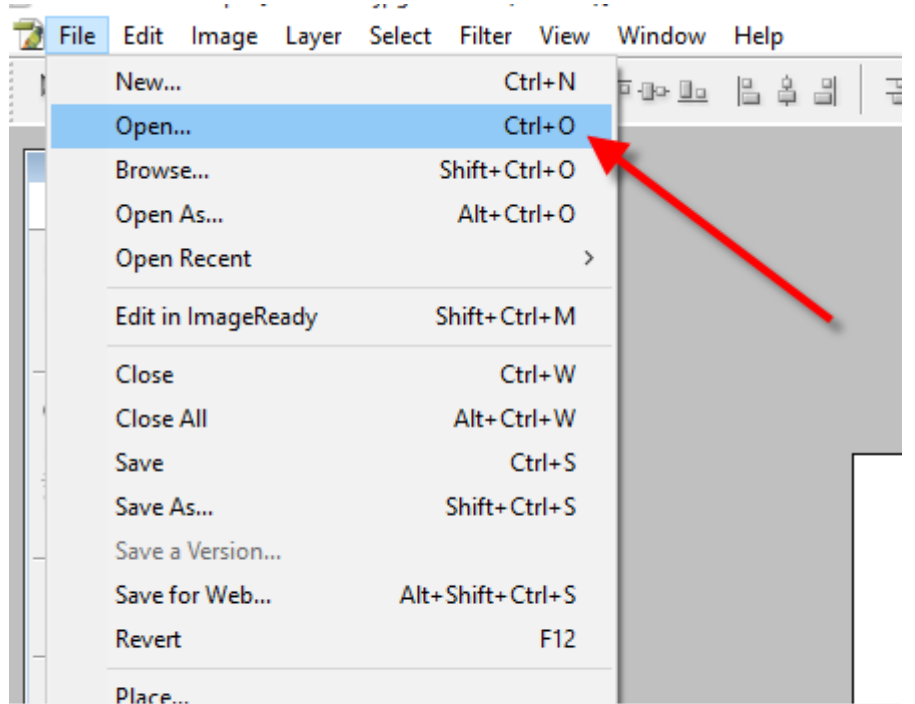 File Edit Image Layer Select Filter View Window Help
New... Ctrl+N
Open... Ctrl+O
Browse... Shift+Ctrl+O
Open As... Alt+Ctrl+O
Open Recent >
Edit in ImageReady Shift+Ctrl+M
Close Ctrl+W
Close All Alt+Ctrl+W
Save Ctrl+S
Save As... Shift+Ctrl+S
Save a Version...
Save for Web... Alt+Shift+Ctrl+S
Revert F12
Place...